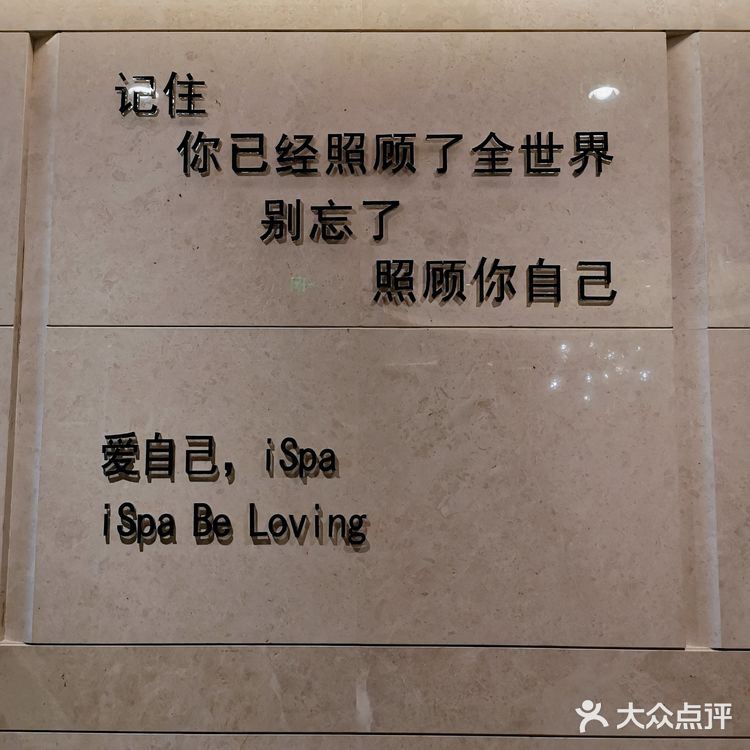 记住
你已经照顾了全世界
别忘了
照顾你自己
爱自己，iSpa
iSpa Be Loving
大众点评